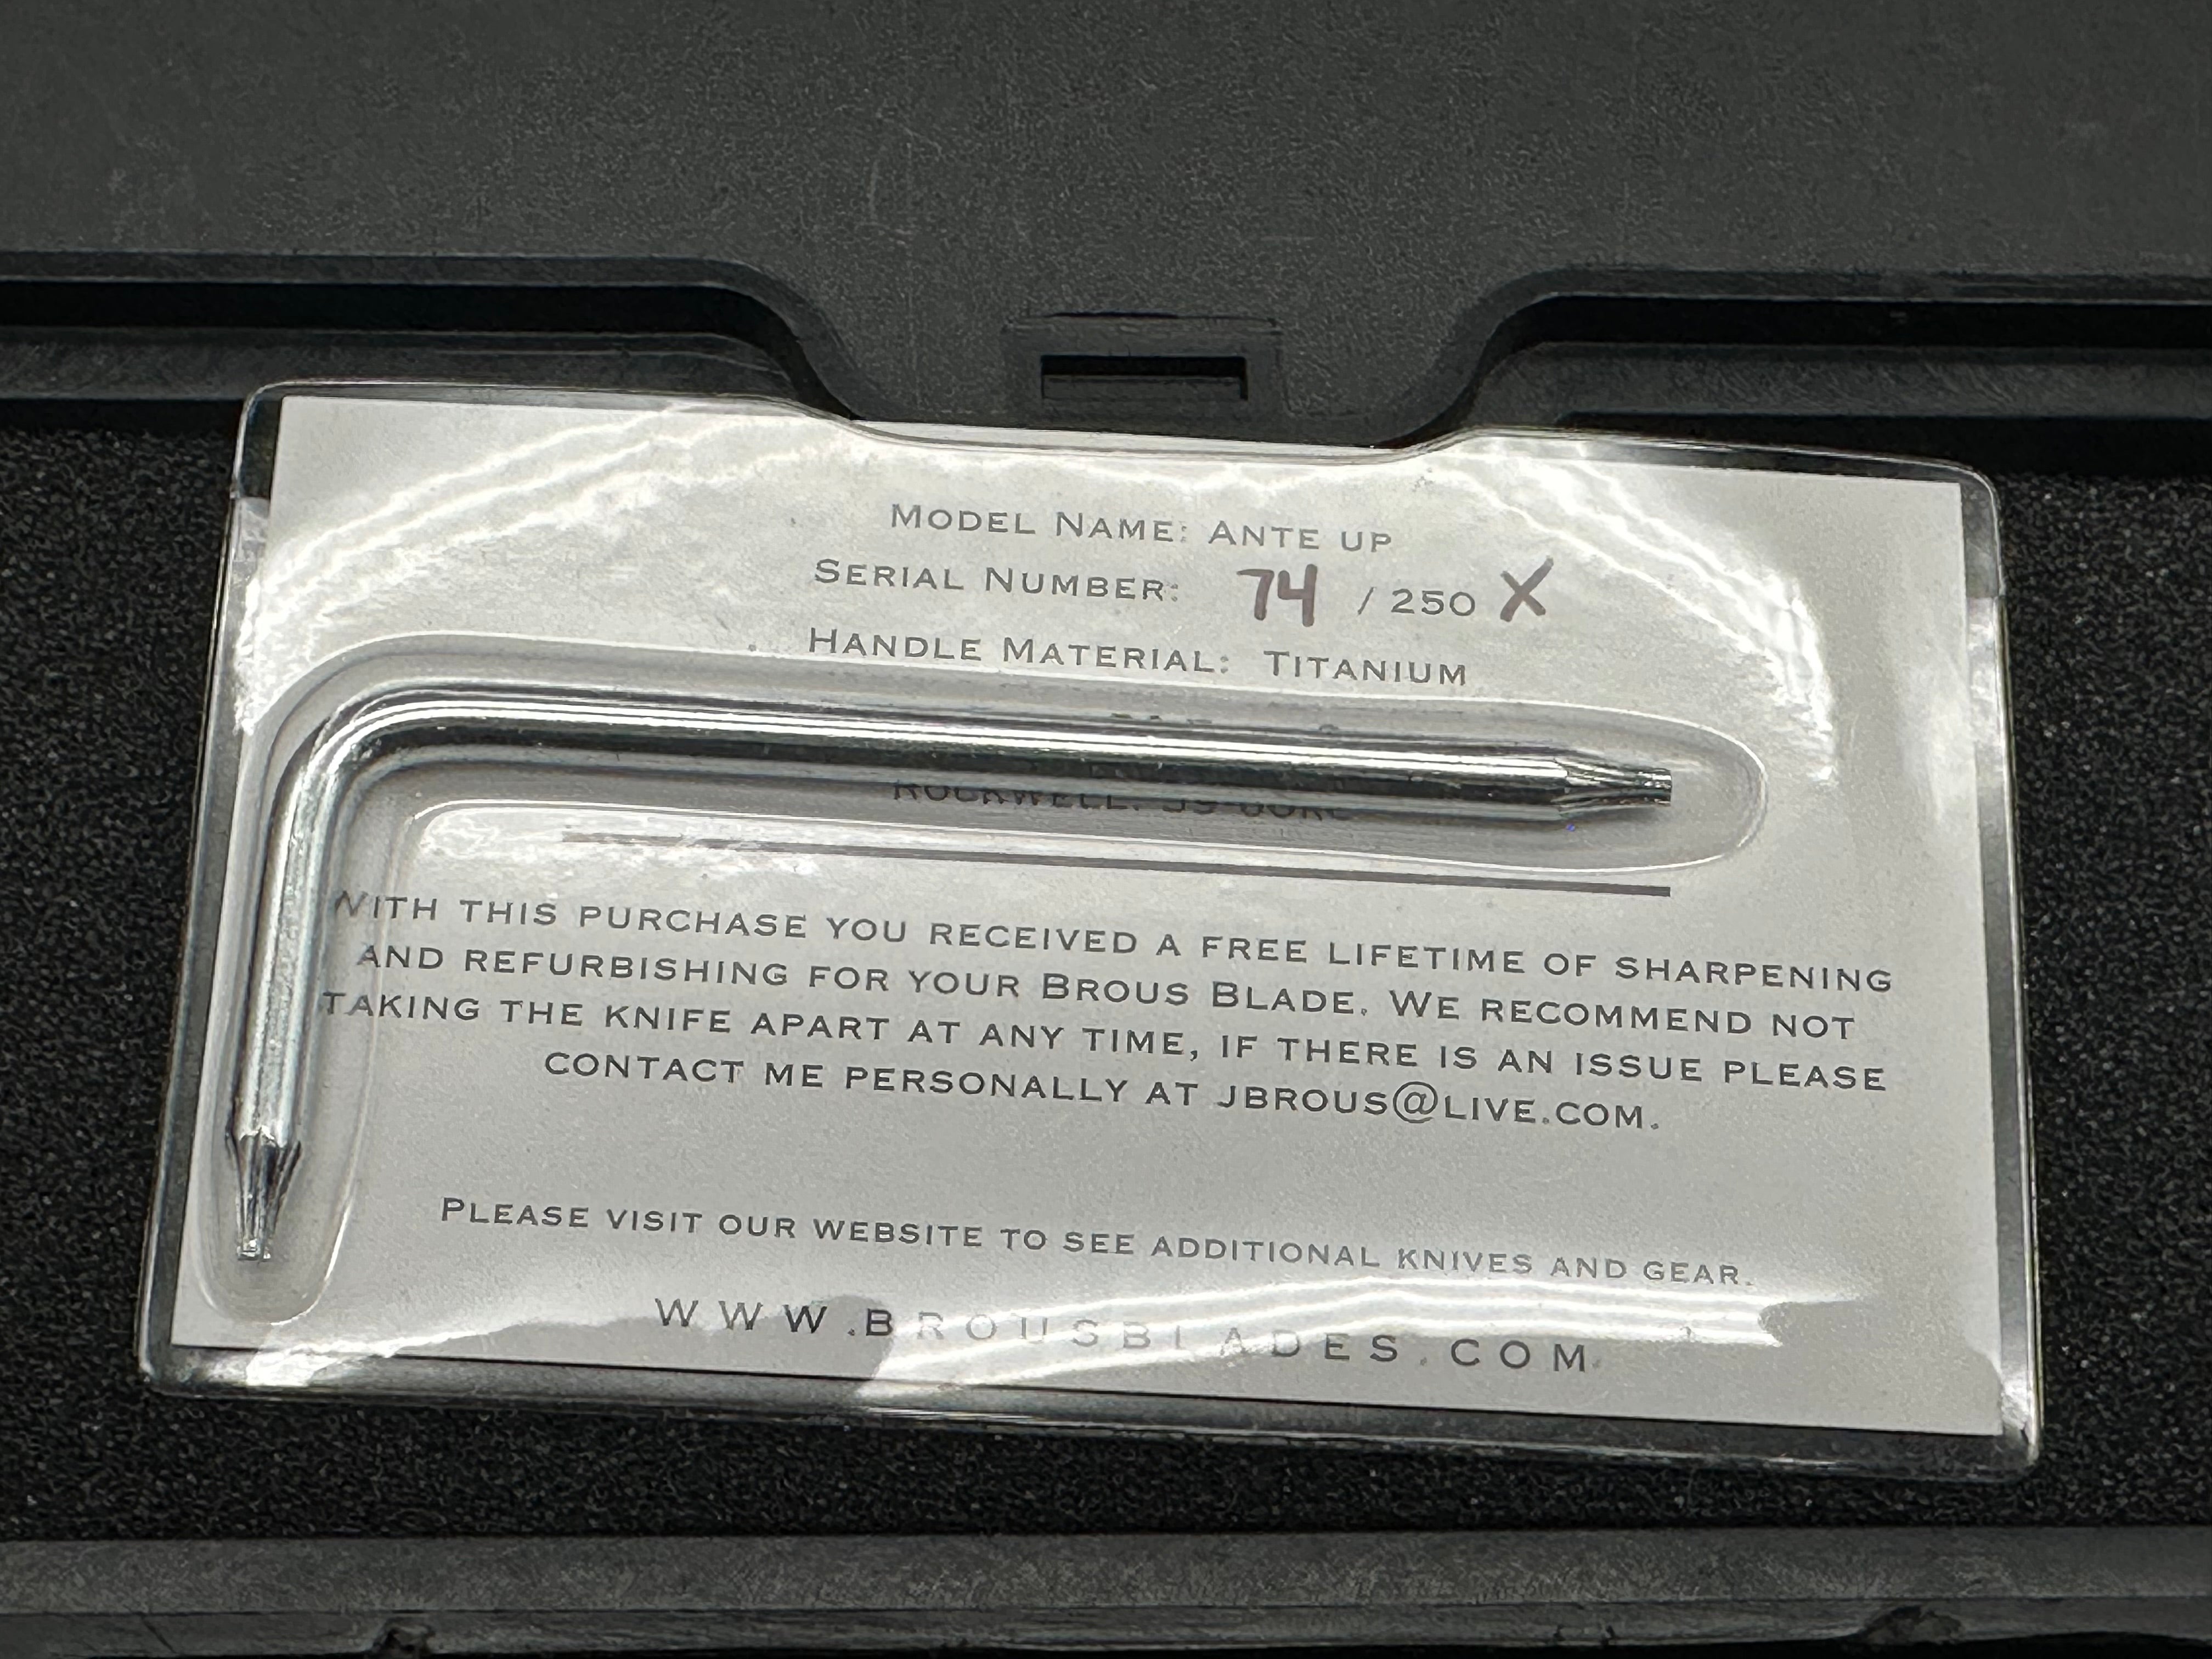 MODEL NAME: ANTE UP
SERIAL NUMBER: 74 / 250 X
HANDLE MATERIAL: TITANIUM
ROCKWELL:
WITH THIS PURCHASE YOU RECEIVED A FREE LIFETIME OF SHARPENING
AND REFURBISHING FOR YOUR BROUS BLADE. WE RECOMMEND NOT
TAKING THE KNIFE APART AT ANY TIME, IF THERE IS AN ISSUE PLEASE
CONTACT ME PERSONALLY AT JBROUS@LIVE.COM.
PLEASE VISIT OUR WEBSITE TO SEE ADDITIONAL KNIVES AND GEAR.
WWW.BROUSBLADES.COM